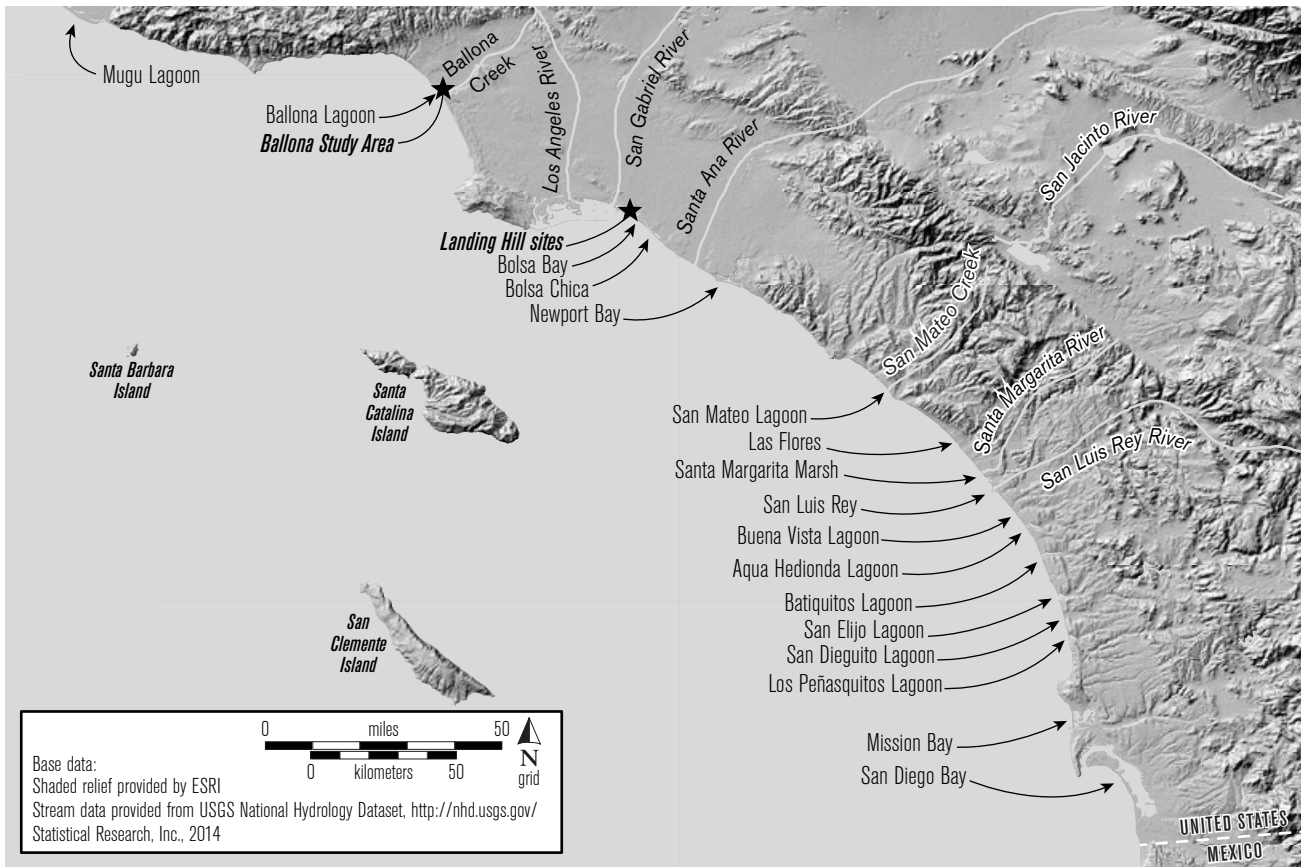 Mugu Lagoon
Ballona
Creek
Los Angeles River
San Gabriel River
Ballona Lagoon
Ballona Study Area
Santa Ana River
San Jacinto River
Landing Hill sites
Bolsa Bay
Bolsa Chica
Newport Bay
San Mateo Creek
Santa Margarita River
San Luis Rey River
Santa Barbara
Island
Santa
Catalina
Island
San Mateo Lagoon
Las Flores
Santa Margarita Marsh
San Luis Rey
Buena Vista Lagoon
Aqua Hedionda Lagoon
Batiquitos Lagoon
San Elijo Lagoon
San Dieguito Lagoon
Los Peñasquitos Lagoon
San
Clemente
Island
Mission Bay
San Diego Bay
UNITED STATES
MEXICO
0 miles 50
0 kilometers 50
N
grid
Base data:
Shaded relief provided by ESRI
Stream data provided from USGS National Hydrology Dataset, http://nhd.usgs.gov/
Statistical Research, Inc., 2014